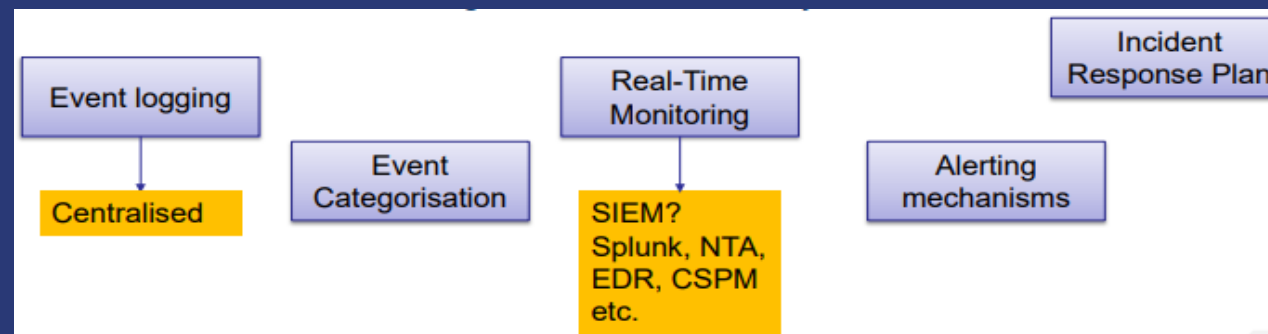 Event logging
Centralised
Event
Categorisation
Real-Time
Monitoring
SIEM?
Splunk, NTA,
EDR, CSPM
etc.
Alerting
mechanisms
Incident
Response Plan